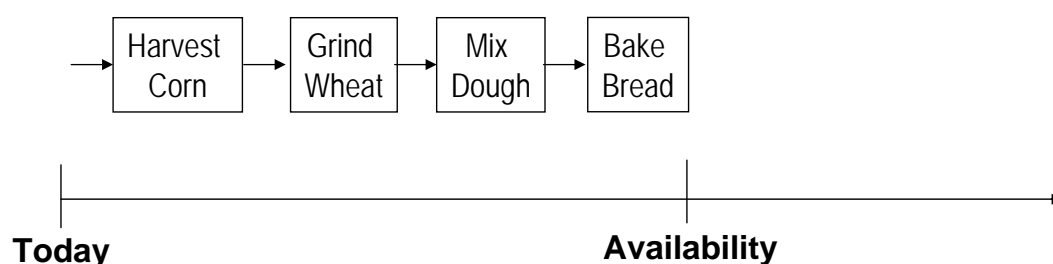 Harvest
Corn
Grind
Wheat
Mix
Dough
Bake
Bread
Today
Availability